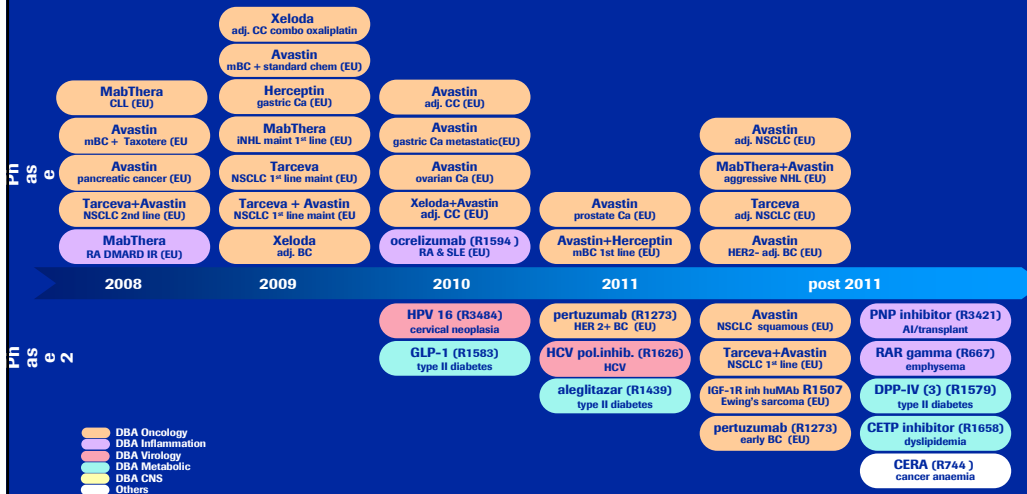 Xeloda
adj. CC combo oxaliplatin
Avastin
mBC + standard chem (EU)
MabThera
CLL (EU)
Herceptin
gastric Ca (EU)
Avastin
adj. CC (EU)
Avastin
mBC + Taxotere (EU
MabThera
iNHL maint 1st line (EU)
Avastin
gastric Ca metastatic(EU)
Avastin
adj. NSCLC (EU)
Avastin
pancreatic cancer (EU)
Tarceva
NSCLC 1st line maint (EU)
Avastin
ovarian Ca (EU)
MabThera+Avastin
aggressive NHL (EU)
Tarceva+Avastin
NSCLC 2nd line (EU)
Tarceva + Avastin
NSCLC 1st line maint (EU
Xeloda+Avastin
adj. CC (EU)
Avastin
prostate Ca (EU)
Tarceva
adj. NSCLC (EU)
MabThera
RA DMARD IR (EU)
Xeloda
adj. BC
ocrelizumab (R1594 )
RA & SLE (EU)
Avastin+Herceptin
mBC 1st line (EU)
Avastin
HER2- adj. BC (EU)
Ph
as
e
2008
2009
2010
2011
post 2011
HPV 16 (R3484)
cervical neoplasia
pertuzumab (R1273)
HER 2+ BC (EU)
Avastin
NSCLC squamous (EU)
PNP inhibitor (R3421)
AI/transplant
GLP-1 (R1583)
type II diabetes
HCV pol.inhib. (R1626)
HCV
Tarceva+Avastin
NSCLC 1st line (EU)
RAR gamma (R667)
emphysema
aleglitazar (R1439)
type II diabetes
IGF-1R inh huMAb R1507
Ewing's sarcoma (EU)
DPP-IV (3) (R1579)
type II diabetes
pertuzumab (R1273)
early BC (EU)
CETP inhibitor (R1658)
dyslipidemia
CERA (R744 )
cancer anaemia
Ph
as
e
2
DBA Oncology
DBA Inflammation
DBA Virology
DBA Metabolic
DBA CNS
Others